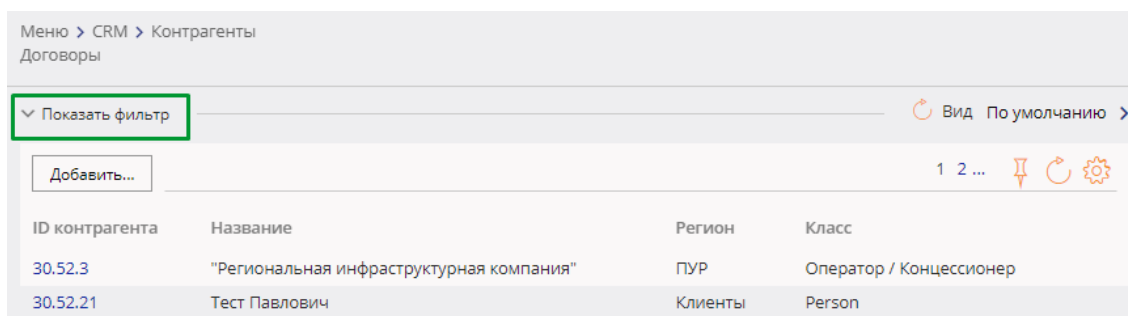 Меню > CRM > Контрагенты
Договоры
Показать фильтр Вид По умолчанию >
Добавить... 1 2 ...
ID контрагента Название Регион Класс
30.52.3 "Региональная инфраструктурная компания" ПУР Оператор / Концессионер
30.52.21 Тест Павлович Клиенты Person